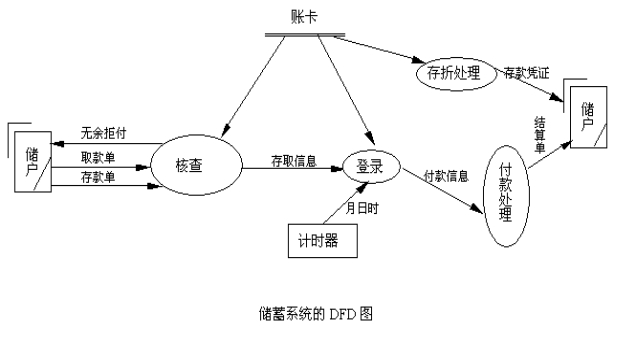 账卡
存折处理
存款凭证
储户
无余拒付
储户
取款单
核查
存取信息
登录
结算单
存款单
付款信息
付款处理
月日时
计时器
储蓄系统的 DFD 图